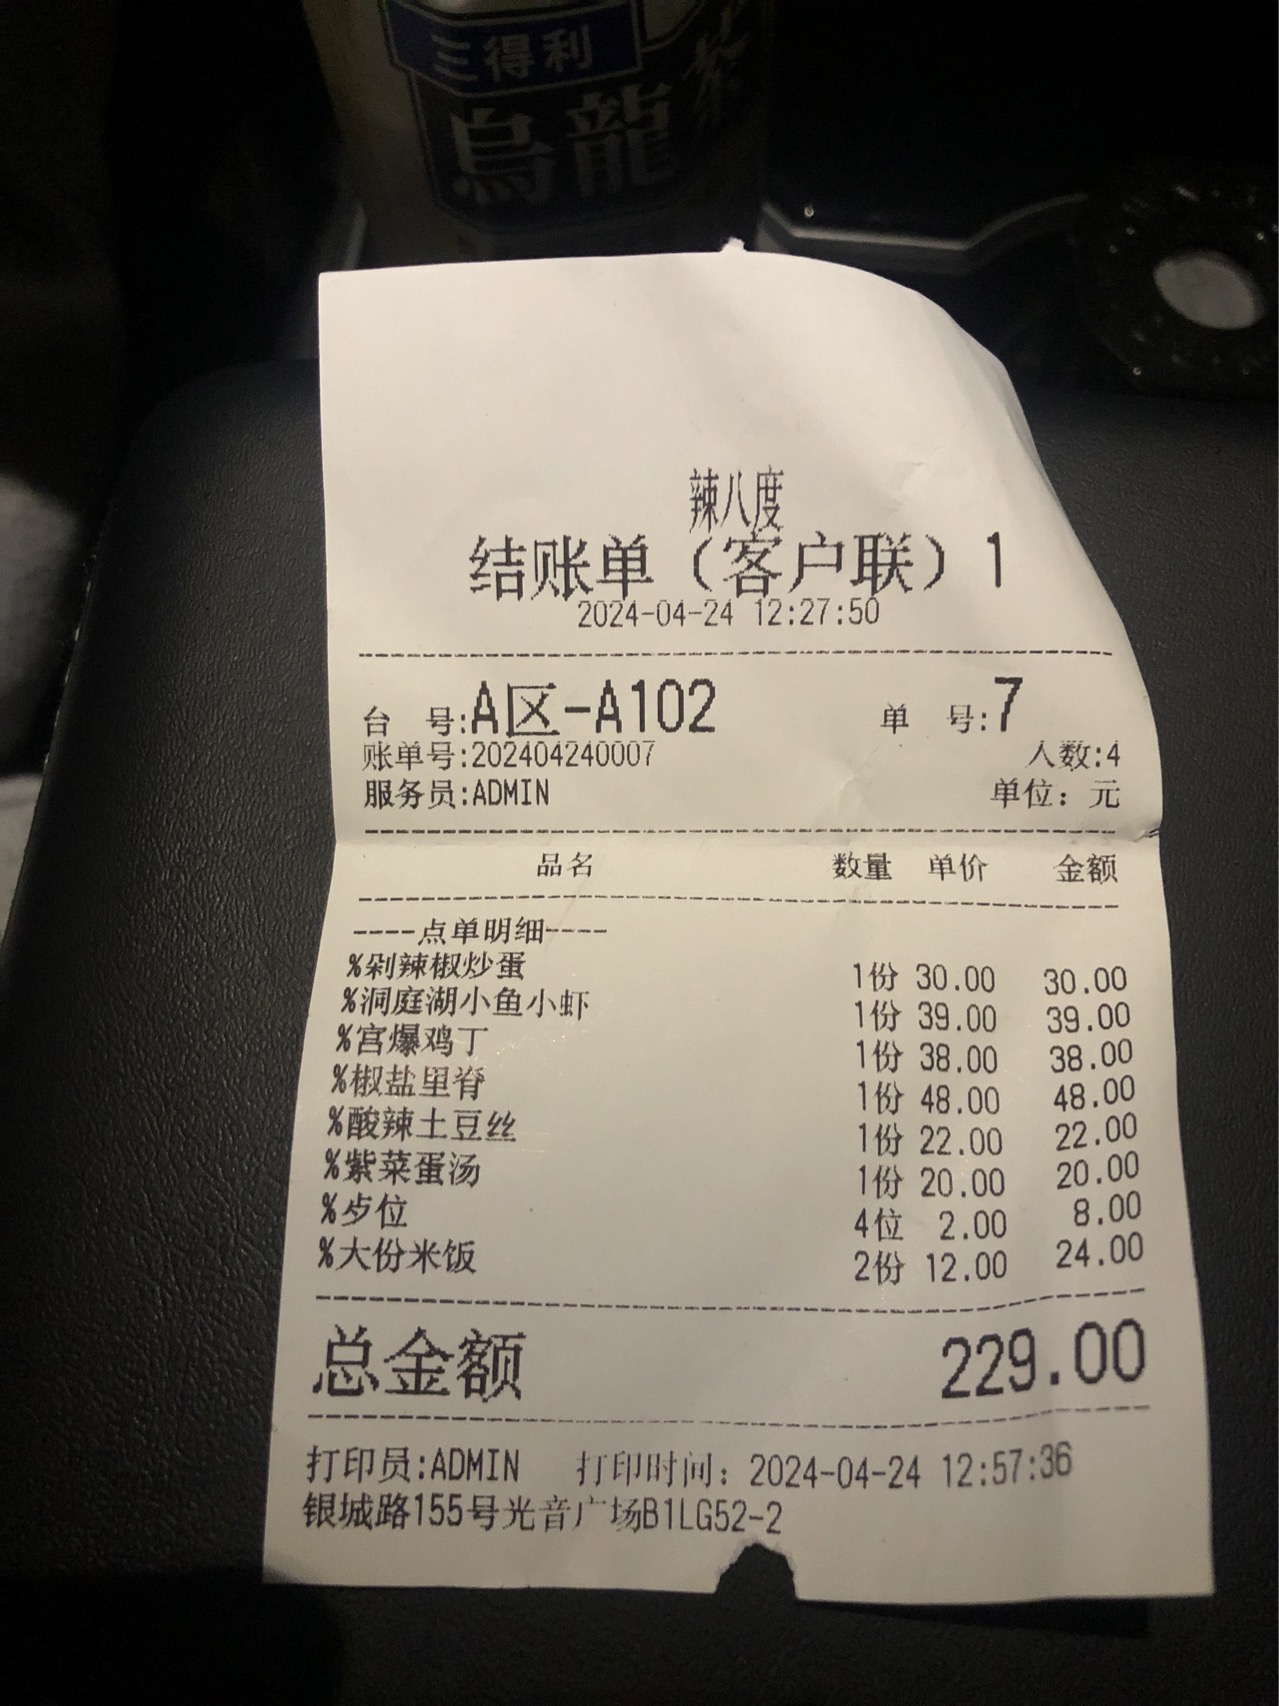 三得利
烏龍茶
辣八度
结账单（客户联）1
2024-04-24 12:27:50
台 号:A区-A102 单 号:7
账单号:202404240007 人数:4
服务员:ADMIN 单位：元
品名 数量 单价 金额
----点单明细----
%剁辣椒炒蛋 1份 30.00 30.00
%洞庭湖小鱼小虾 1份 39.00 39.00
%宫爆鸡丁 1份 38.00 38.00
%椒盐里脊 1份 48.00 48.00
%酸辣土豆丝 1份 22.00 22.00
%紫菜蛋汤 1份 20.00 20.00
%歺位 4位 2.00 8.00
%大份米饭 2份 12.00 24.00
总金额 229.00
打印员:ADMIN 打印时间：2024-04-24 12:57:36
银城路155号光音广场B1LG52-2